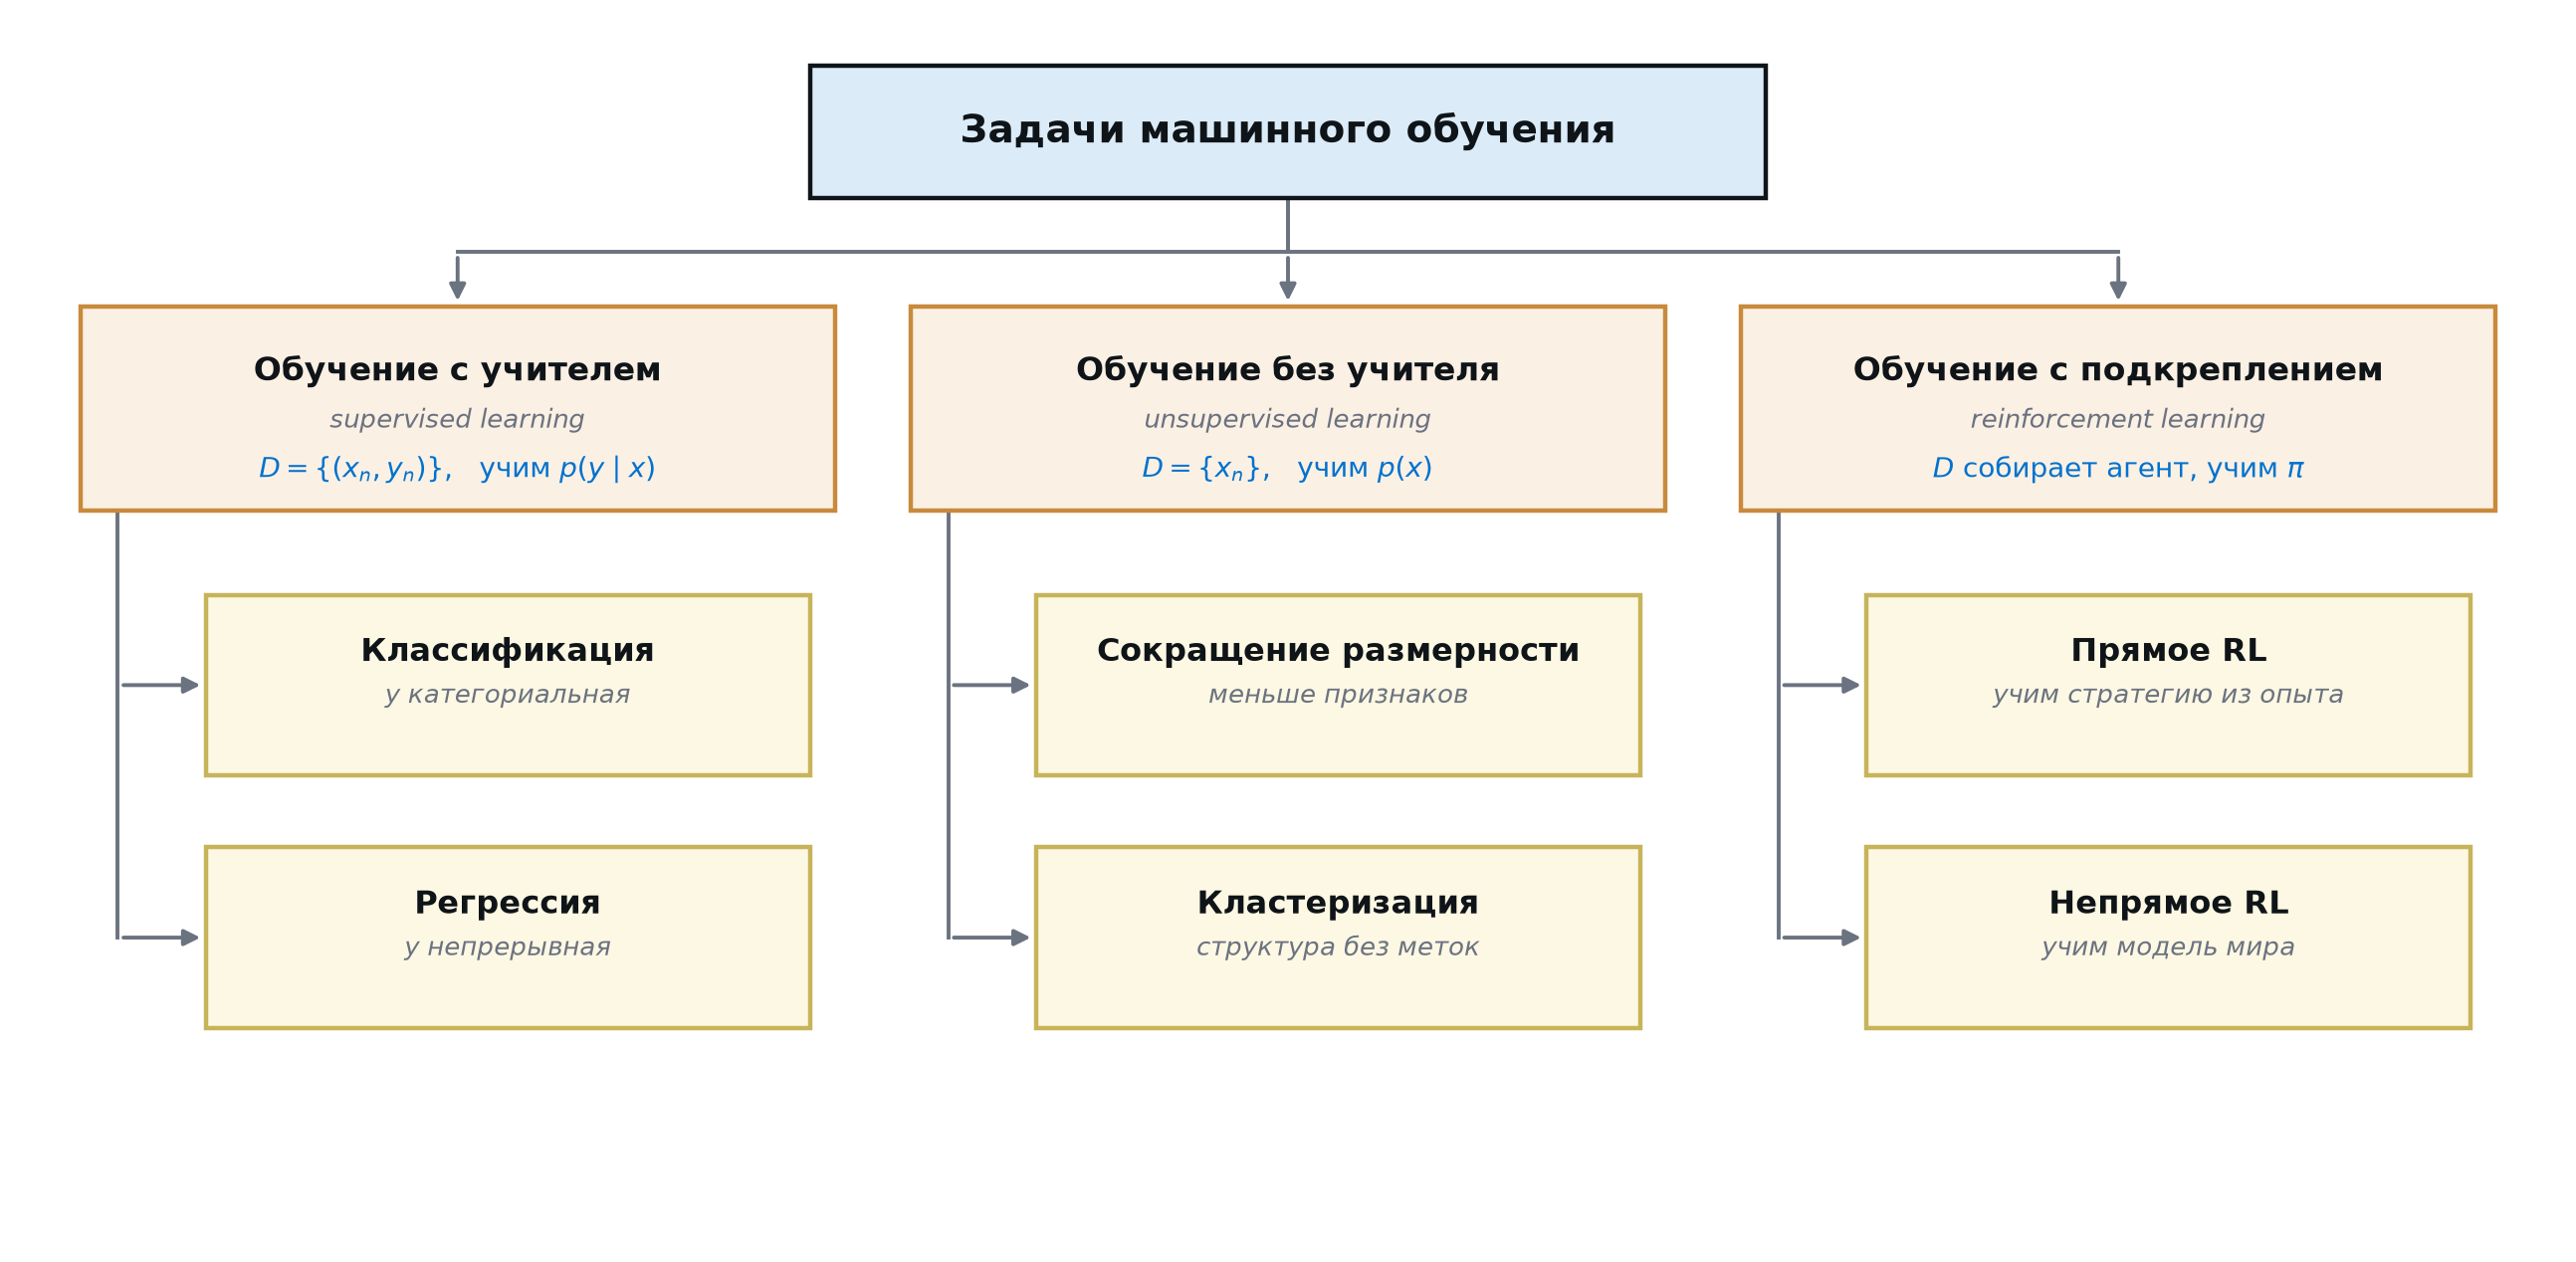 Задачи машинного обучения
Обучение с учителем
supervised learning
D = {(xₙ, yₙ)}, учим p(y | x)
Классификация
y категориальная
Регрессия
y непрерывная
Обучение без учителя
unsupervised learning
D = {xₙ}, учим p(x)
Сокращение размерности
меньше признаков
Кластеризация
структура без меток
Обучение с подкреплением
reinforcement learning
D собирает агент, учим π
Прямое RL
учим стратегию из опыта
Непрямое RL
учим модель мира